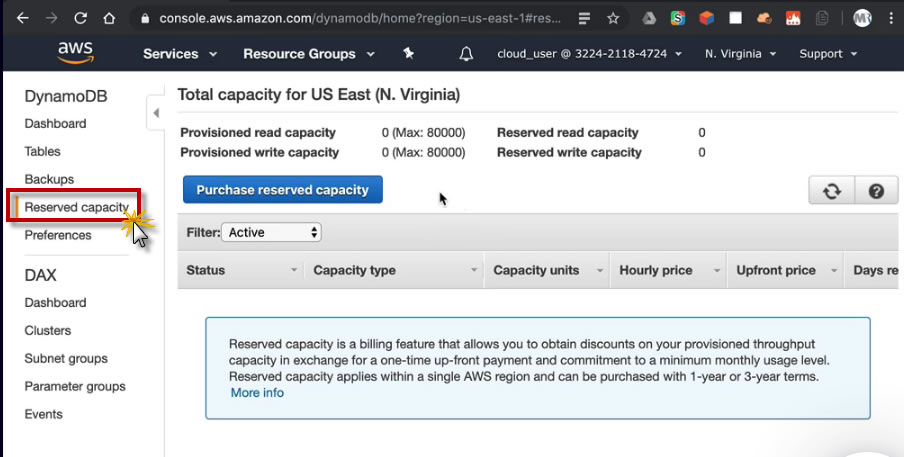 console.aws.amazon.com/dynamodb/home?region=us-east-1#res...
aws
Services
Resource Groups
cloud_user @ 3224-2118-4724
N. Virginia
Support
DynamoDB
Dashboard
Tables
Backups
Reserved capacity
Preferences
DAX
Dashboard
Clusters
Subnet groups
Parameter groups
Events
Total capacity for US East (N. Virginia)
Provisioned read capacity 0 (Max: 80000) Reserved read capacity 0
Provisioned write capacity 0 (Max: 80000) Reserved write capacity 0
Purchase reserved capacity
Filter: Active
Status Capacity type Capacity units Hourly price Upfront price Days re
Reserved capacity is a billing feature that allows you to obtain discounts on your provisioned throughput
capacity in exchange for a one-time up-front payment and commitment to a minimum monthly usage level.
Reserved capacity applies within a single AWS region and can be purchased with 1-year or 3-year terms.
More info